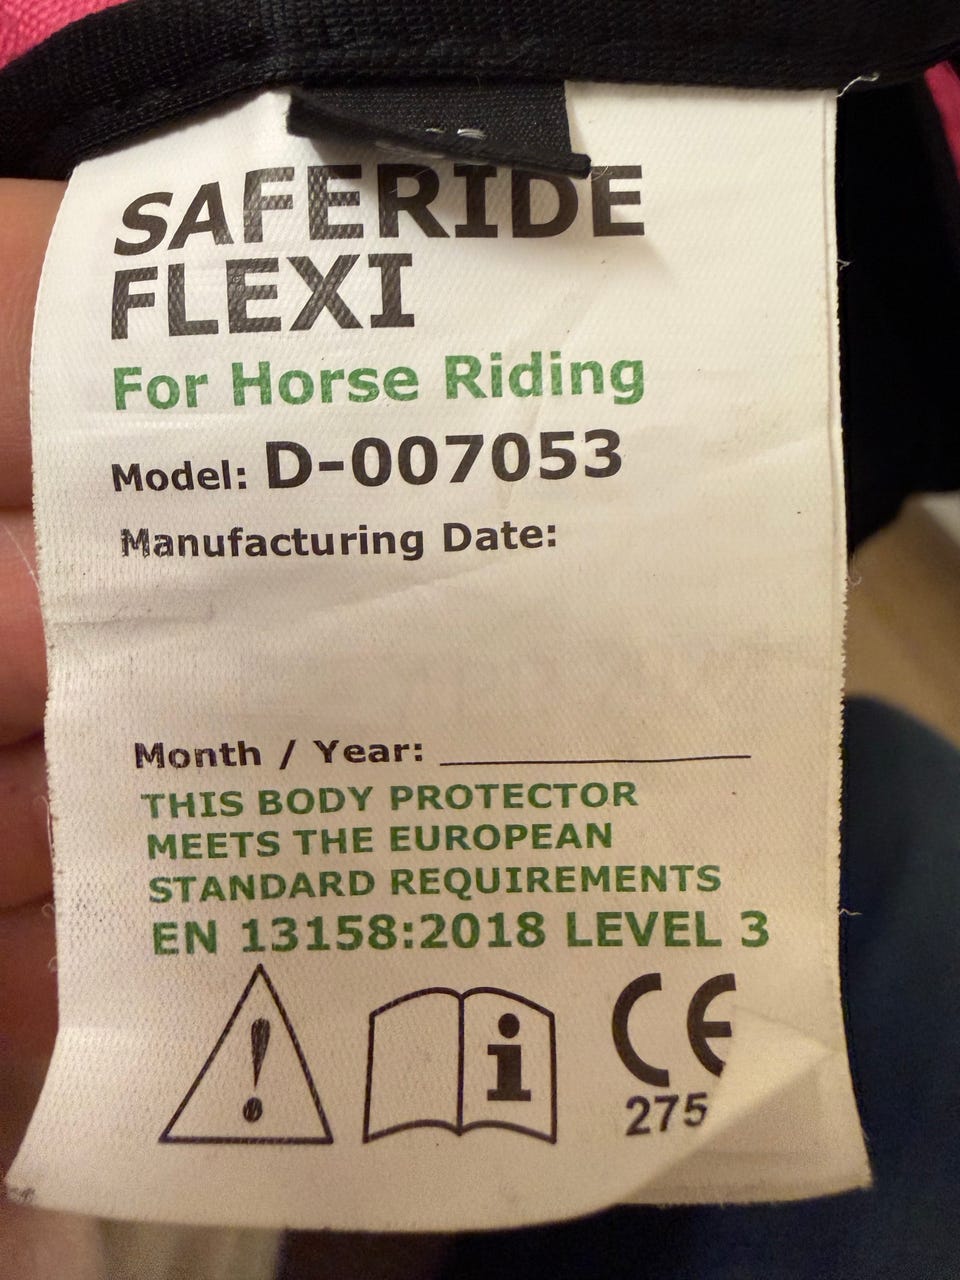 SAFERIDE
FLEXI
For Horse Riding
Model: D-007053
Manufacturing Date:
Month / Year:
THIS BODY PROTECTOR
MEETS THE EUROPEAN
STANDARD REQUIREMENTS
EN 13158:2018 LEVEL 3
i CE
275